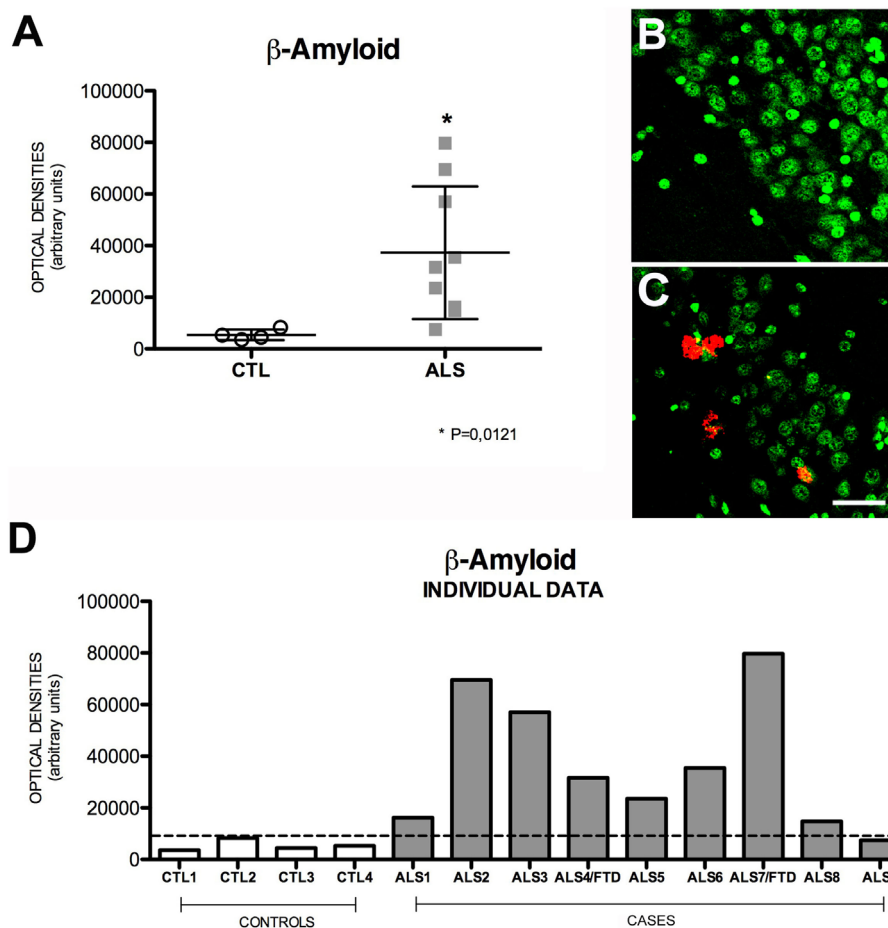 A
β-Amyloid
OPTICAL DENSITIES
(arbitrary units)
100000
80000
60000
40000
20000
0
*
CTL
ALS
* P=0,0121
B
C
D
β-Amyloid
INDIVIDUAL DATA
OPTICAL DENSITIES
(arbitrary units)
100000
80000
60000
40000
20000
0
CTL1 CTL2 CTL3 CTL4 ALS1 ALS2 ALS3 ALS4/FTD ALS5 ALS6 ALS7/FTD ALS8 ALS
CONTROLS CASES